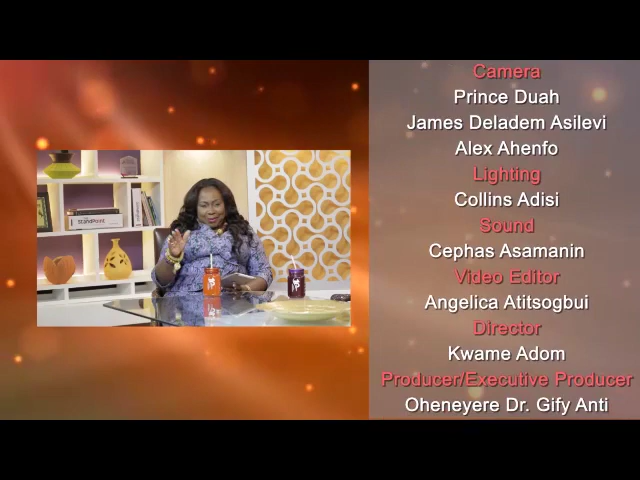 StandPoint
Camera
Prince Duah
James Deladem Asilevi
Alex Ahenfo
Lighting
Collins Adisi
Sound
Cephas Asamanin
Video Editor
Angelica Atitsogbui
Director
Kwame Adom
Producer/Executive Producer
Oheneyere Dr. Gify Anti